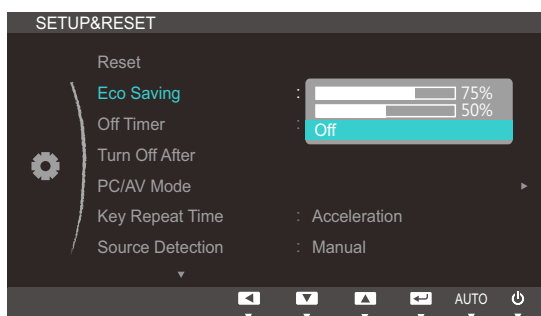 SETUP&RESET
Reset
Eco Saving :
75%
50%
Off Timer :
Off
Turn Off After
PC/AV Mode
Key Repeat Time : Acceleration
Source Detection : Manual
AUTO